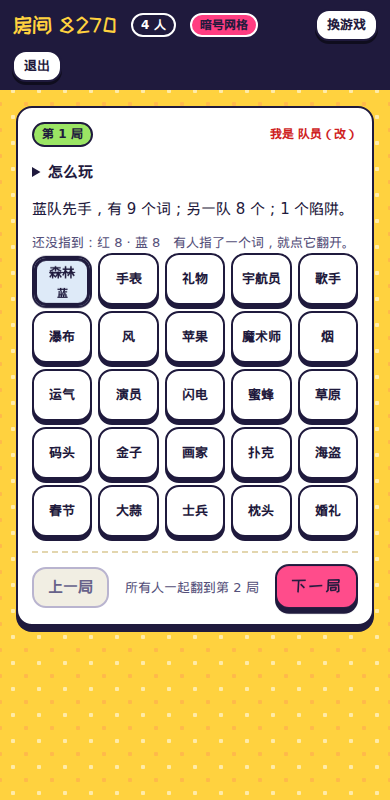 房间 8270 4 人 暗号网格 换游戏
退出
第 1 局 我是 队员（改）
▶ 怎么玩
蓝队先手，有 9 个词；另一队 8 个；1 个陷阱。
还没指到：红 8 · 蓝 8 有人指了一个词，就点它翻开。
森林 手表 礼物 宇航员 歌手
蓝
瀑布 风 苹果 魔术师 烟
运气 演员 闪电 蜜蜂 草原
码头 金子 画家 扑克 海盗
春节 大蒜 士兵 枕头 婚礼
上一局 所有人一起翻到第 2 局 下一局